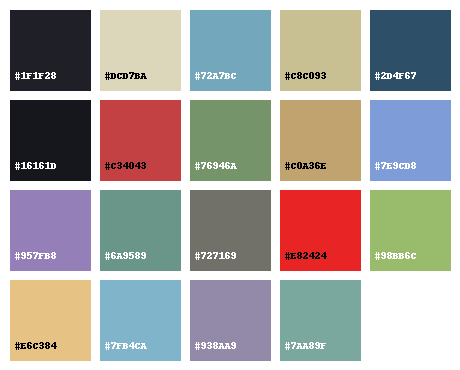 #1F1F28 #DCD7BA #72A7BC #C8C093 #2D4F67
#16161D #C34043 #76946A #C0A36E #7E9CD8
#957FB8 #6A9589 #727169 #E82424 #98BB6C
#E6C384 #7FB4CA #938AA9 #7AA89F